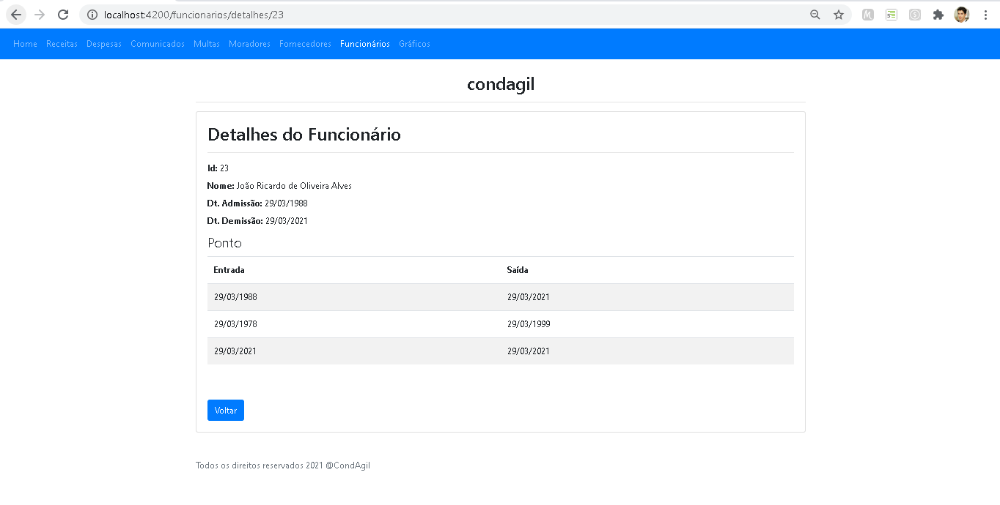 localhost:4200/funcionarios/detalhes/23
Home Receitas Despesas Comunicados Multas Moradores Fornecedores Funcionários Gráficos
condagil
Detalhes do Funcionário
Id: 23
Nome: João Ricardo de Oliveira Alves
Dt. Admissão: 29/03/1988
Dt. Demissão: 29/03/2021
Ponto
Entrada Saída
29/03/1988 29/03/2021
29/03/1978 29/03/1999
29/03/2021 29/03/2021
Voltar
Todos os direitos reservados 2021 @CondAgil